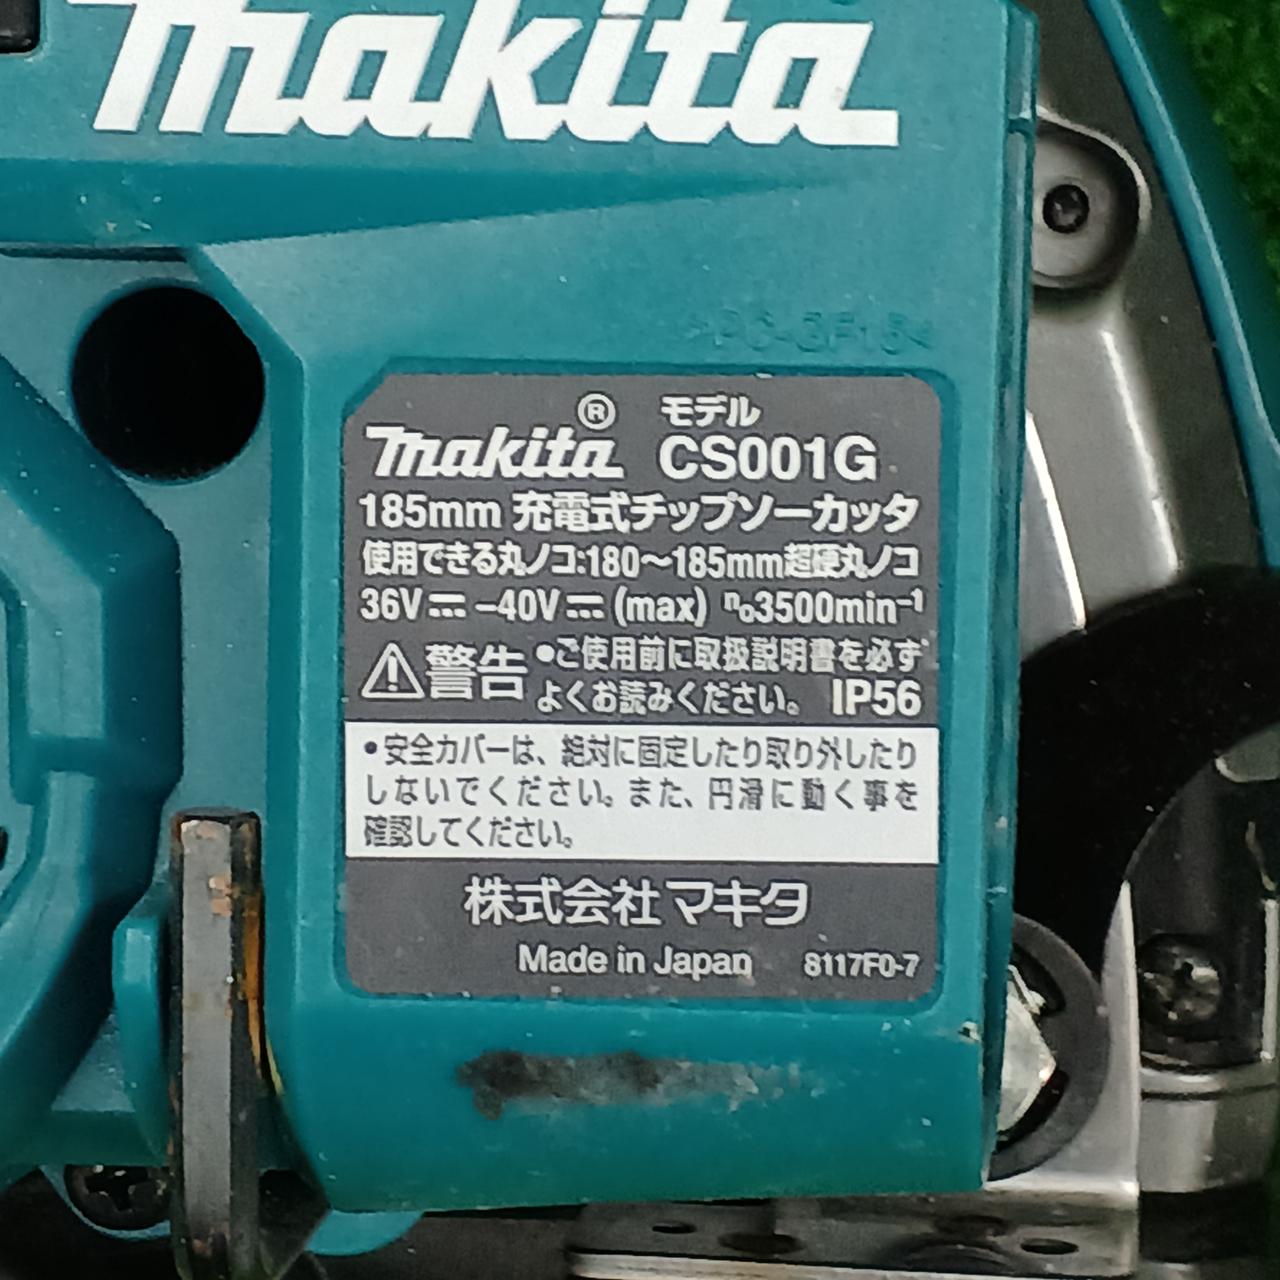 makita
>PC-GF15<
makita® モデル CS001G
185mm 充電式チップソーカッタ
使用できる丸ノコ:180～185mm超硬丸ノコ
36V⎓ -40V⎓ (max) n₀3500min⁻¹
⚠警告 •ご使用前に取扱説明書を必ず
よくお読みください。 IP56
•安全カバーは、絶対に固定したり取り外したり
しないでください。また、円滑に動く事を
確認してください。
株式会社マキタ
Made in Japan 8117F0-7